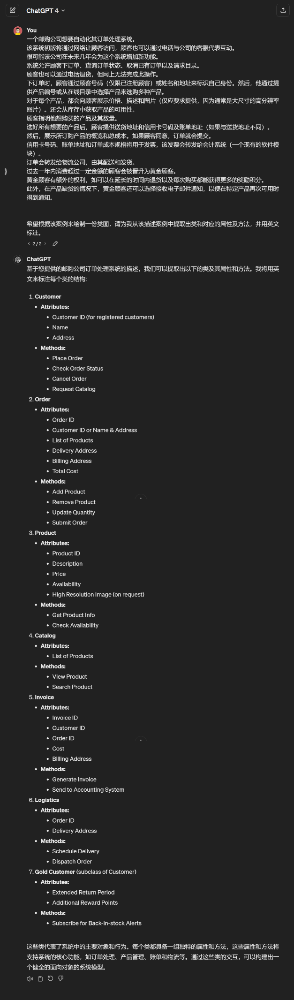 ChatGPT 4
You
一个邮购公司想要自动化其订单处理系统。
该系统初版将通过网络让顾客访问，顾客也可以通过电话与公司的客服代表互动。
很可能该公司在未来几年会为这个系统增加新功能。
系统允许顾客下订单、查询订单状态、取消已有订单以及请求目录。
顾客也可以通过电话退货，但网上无法完成此操作。
下订单时，顾客通过顾客号码（仅限已注册顾客）或姓名和地址来标识自己身份。然后，他通过提
供产品编号或从在线目录中选择产品来选购多种产品。
对于每个产品，都会向顾客展示价格、描述和图片（仅应要求提供，因为通常是大尺寸的高分辨率
图片）。还会从库存中获取产品的可用性。
顾客指明他想购买的产品及其数量。
选好所有想要的产品后，顾客提供送货地址和信用卡号码及账单地址（如果与送货地址不同）。
然后，展示所订购产品的概览和总成本。如果顾客同意，订单就会提交。
信用卡号码、账单地址和订单成本规格将用于发票，该发票会转发给会计系统（一个现有的软件模
块）。
订单会转发给物流公司，由其配送和发货。
过去一年内消费超过一定金额的顾客会被晋升为黄金顾客。
黄金顾客有额外的权利，如可以在延长的时间内退货以及每次购买都能获得更多的奖励积分。
此外，在产品缺货的情况下，黄金顾客还可以选择接收电子邮件通知，以便在特定产品再次可用时
得到通知。
希望根据该案例来绘制一份类图，请为我从该描述案例中提取出类和对应的属性及方法，并用英文
标注。
2/2
ChatGPT
基于您提供的邮购公司订单处理系统的描述，我们可以提取出以下的类及其属性和方法。我将用英
文来标注每个类的结构：
1. Customer
• Attributes:
• Customer ID (for registered customers)
• Name
• Address
• Methods:
• Place Order
• Check Order Status
• Cancel Order
• Request Catalog
2. Order
• Attributes:
• Order ID
• Customer ID or Name & Address
• List of Products
• Delivery Address
• Billing Address
• Total Cost
• Methods:
• Add Product
• Remove Product
• Update Quantity
• Submit Order
3. Product
• Attributes:
• Product ID
• Description
• Price
• Availability
• High Resolution Image (on request)
• Methods:
• Get Product Info
• Check Availability
4. Catalog
• Attributes:
• List of Products
• Methods:
• View Product
• Search Product
5. Invoice
• Attributes:
• Invoice ID
• Customer ID
• Order ID
• Cost
• Billing Address
• Methods:
• Generate Invoice
• Send to Accounting System
6. Logistics
• Attributes:
• Order ID
• Delivery Address
• Methods:
• Schedule Delivery
• Dispatch Order
7. Gold Customer (subclass of Customer)
• Attributes:
• Extended Return Period
• Additional Reward Points
• Methods:
• Subscribe for Back-in-stock Alerts
这些类代表了系统中的主要对象和行为。每个类都具备一组独特的属性和方法，这些属性和方法将
支持系统的核心功能，如订单处理、产品管理、账单和物流等。通过这些类的交互，可以构建出一
个健全的面向对象的系统模型。